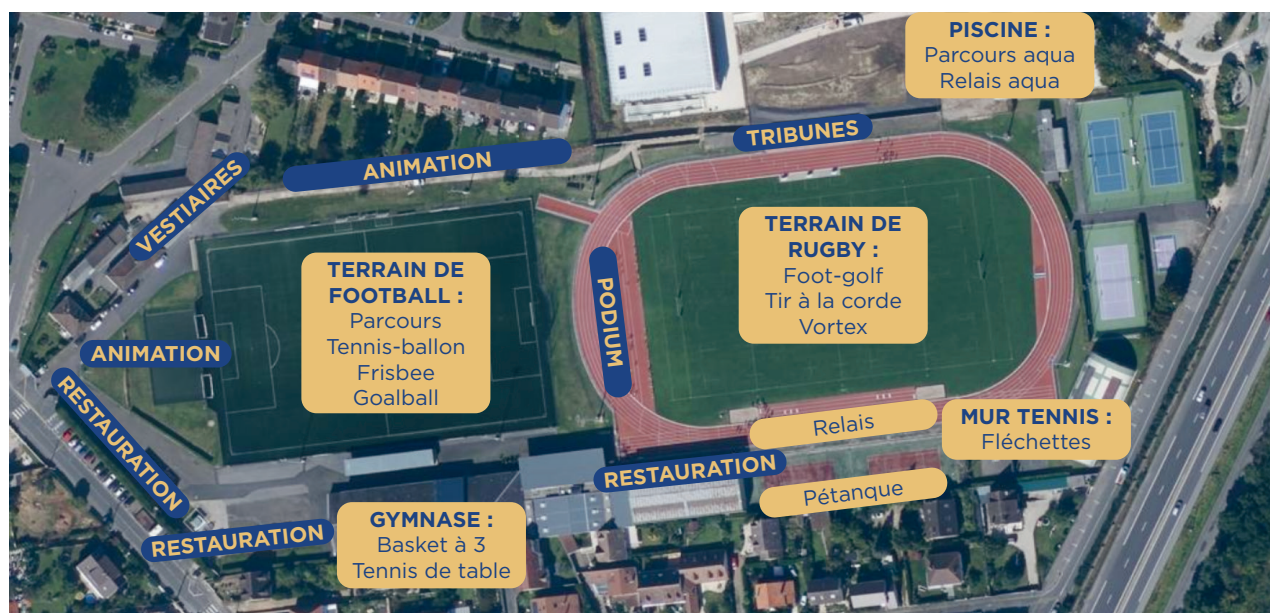 PISCINE :
Parcours aqua
Relais aqua
TRIBUNES
ANIMATION
VESTIAIRES
TERRAIN DE
FOOTBALL :
Parcours
Tennis-ballon
Frisbee
Goalball
PODIUM
TERRAIN DE
RUGBY :
Foot-golf
Tir à la corde
Vortex
ANIMATION
RESTAURATION
Relais
MUR TENNIS :
Fléchettes
RESTAURATION
Pétanque
RESTAURATION
GYMNASE :
Basket à 3
Tennis de table